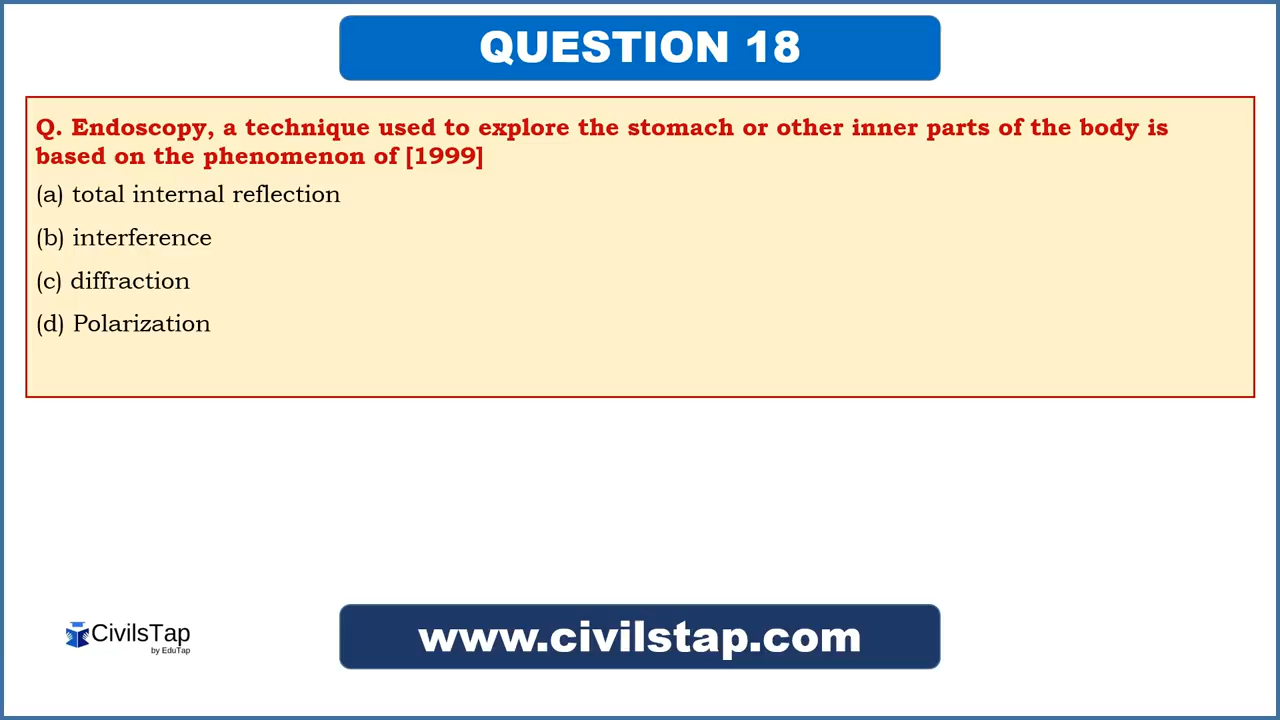 QUESTION 18
Q. Endoscopy, a technique used to explore the stomach or other inner parts of the body is
based on the phenomenon of [1999]
(a) total internal reflection
(b) interference
(c) diffraction
(d) Polarization
CivilsTap
by EduTap
www.civilstap.com